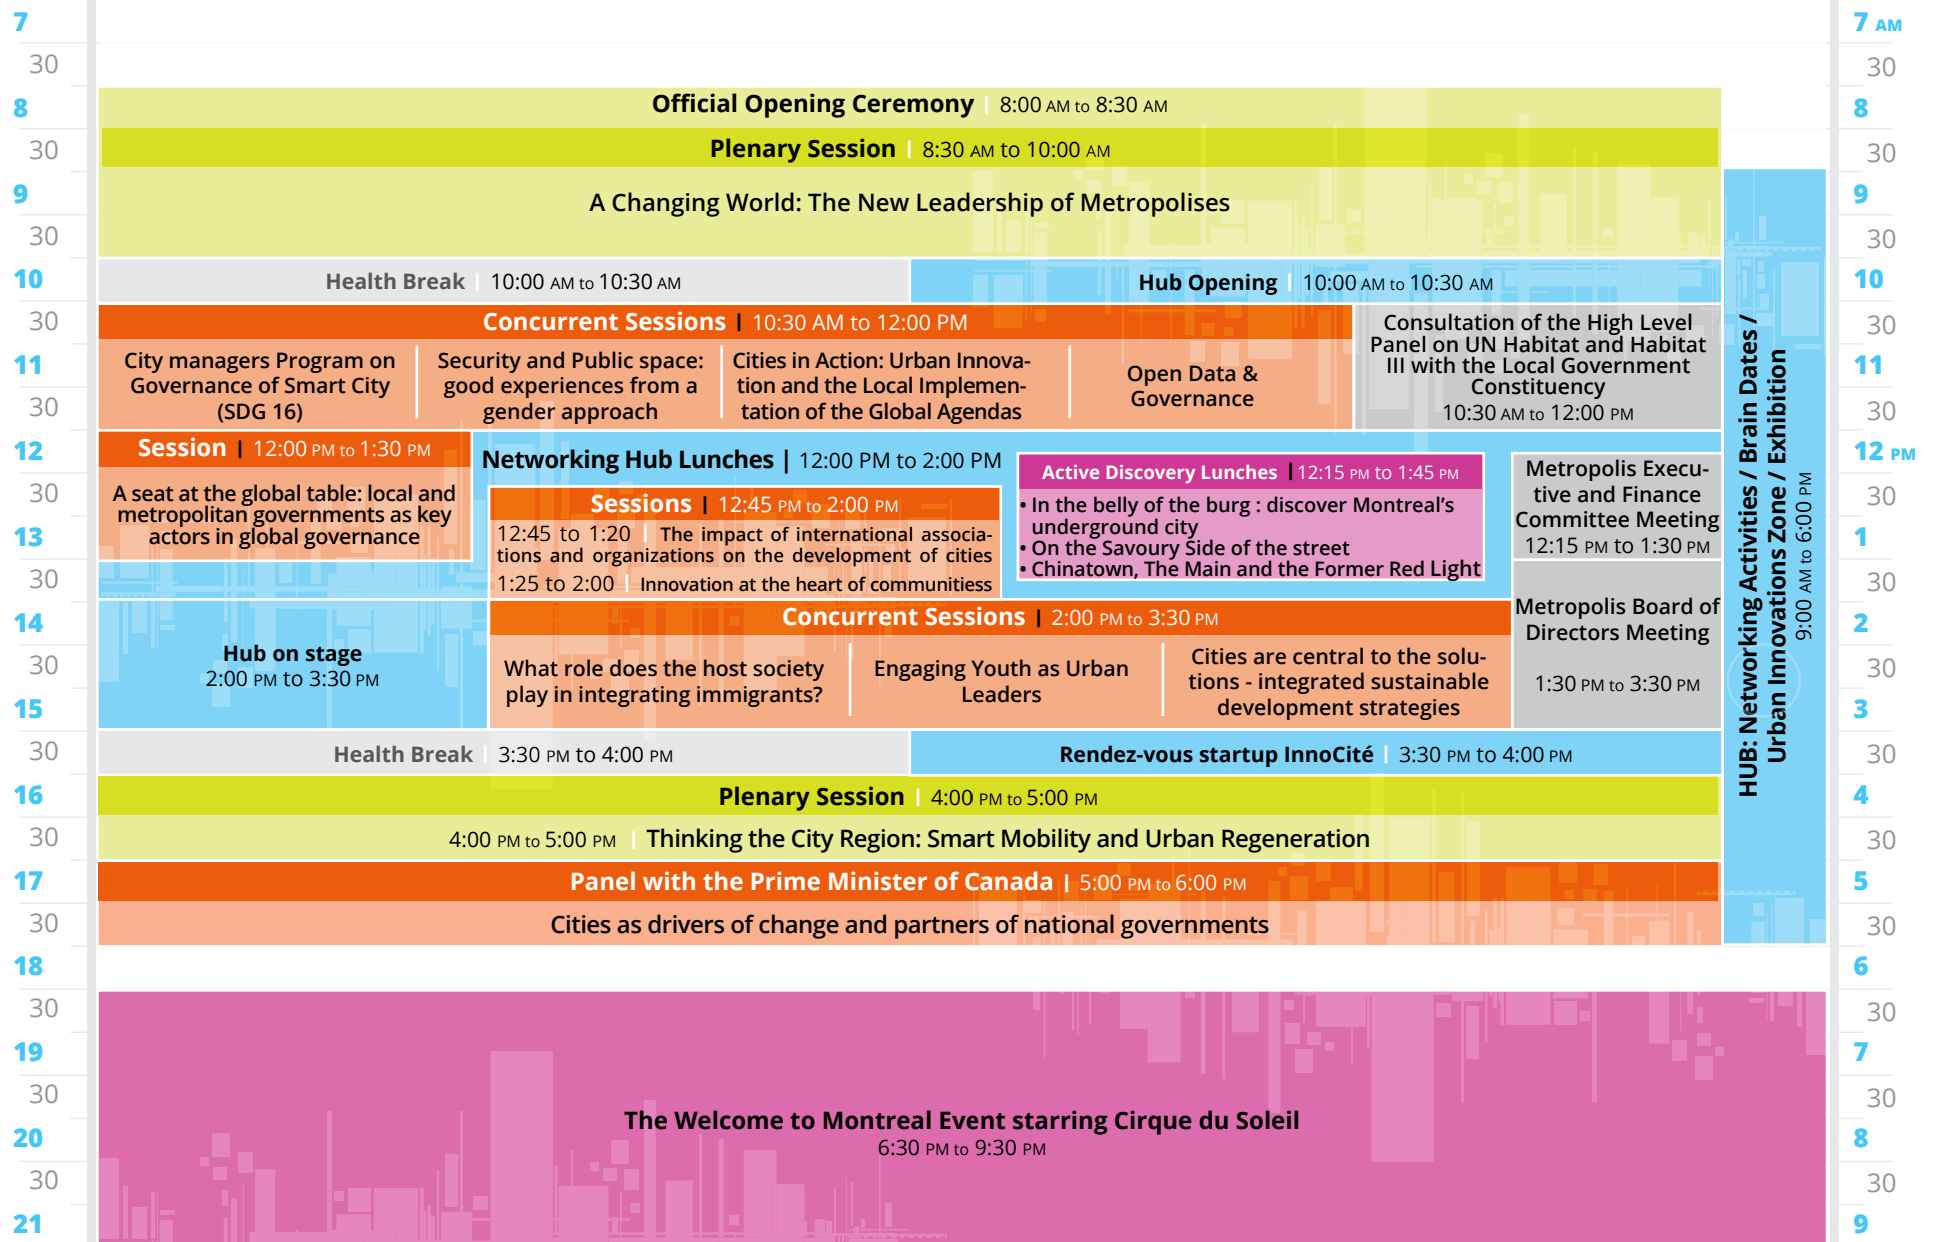 7
30
8
30
9
30
10
30
11
30
12
30
13
30
14
30
15
30
16
30
17
30
18
30
19
30
20
30
21
Official Opening Ceremony | 8:00 AM to 8:30 AM
Plenary Session | 8:30 AM to 10:00 AM
A Changing World: The New Leadership of Metropolises
Health Break | 10:00 AM to 10:30 AM
Hub Opening | 10:00 AM to 10:30 AM
Concurrent Sessions | 10:30 AM to 12:00 PM
City managers Program on
Governance of Smart City
(SDG 16)
Security and Public space:
good experiences from a
gender approach
Cities in Action: Urban Innova-
tion and the Local Implemen-
tation of the Global Agendas
Open Data &
Governance
Consultation of the High Level
Panel on UN Habitat and Habitat
III with the Local Government
Constituency
10:30 AM to 12:00 PM
Session | 12:00 PM to 1:30 PM
A seat at the global table: local and
metropolitan governments as key
actors in global governance
Networking Hub Lunches | 12:00 PM to 2:00 PM
Sessions | 12:45 PM to 2:00 PM
12:45 to 1:20 | The impact of international associa-
tions and organizations on the development of cities
1:25 to 2:00 | Innovation at the heart of communitiess
Active Discovery Lunches | 12:15 PM to 1:45 PM
• In the belly of the burg : discover Montreal's
underground city
• On the Savoury Side of the street
• Chinatown, The Main and the Former Red Light
Metropolis Execu-
tive and Finance
Committee Meeting
12:15 PM to 1:30 PM
Metropolis Board of
Directors Meeting
1:30 PM to 3:30 PM
Hub on stage
2:00 PM to 3:30 PM
Concurrent Sessions | 2:00 PM to 3:30 PM
What role does the host society
play in integrating immigrants?
Engaging Youth as Urban
Leaders
Cities are central to the solu-
tions - integrated sustainable
development strategies
Health Break | 3:30 PM to 4:00 PM
Rendez-vous startup InnoCité | 3:30 PM to 4:00 PM
Plenary Session | 4:00 PM to 5:00 PM
4:00 PM to 5:00 PM | Thinking the City Region: Smart Mobility and Urban Regeneration
Panel with the Prime Minister of Canada | 5:00 PM to 6:00 PM
Cities as drivers of change and partners of national governments
The Welcome to Montreal Event starring Cirque du Soleil
6:30 PM to 9:30 PM
HUB: Networking Activities / Brain Dates /
Urban Innovations Zone / Exhibition
9:00 AM to 6:00 PM
7 AM
30
8
30
9
30
10
30
11
30
12 PM
30
1
30
2
30
3
30
4
30
5
30
6
30
7
30
8
30
9